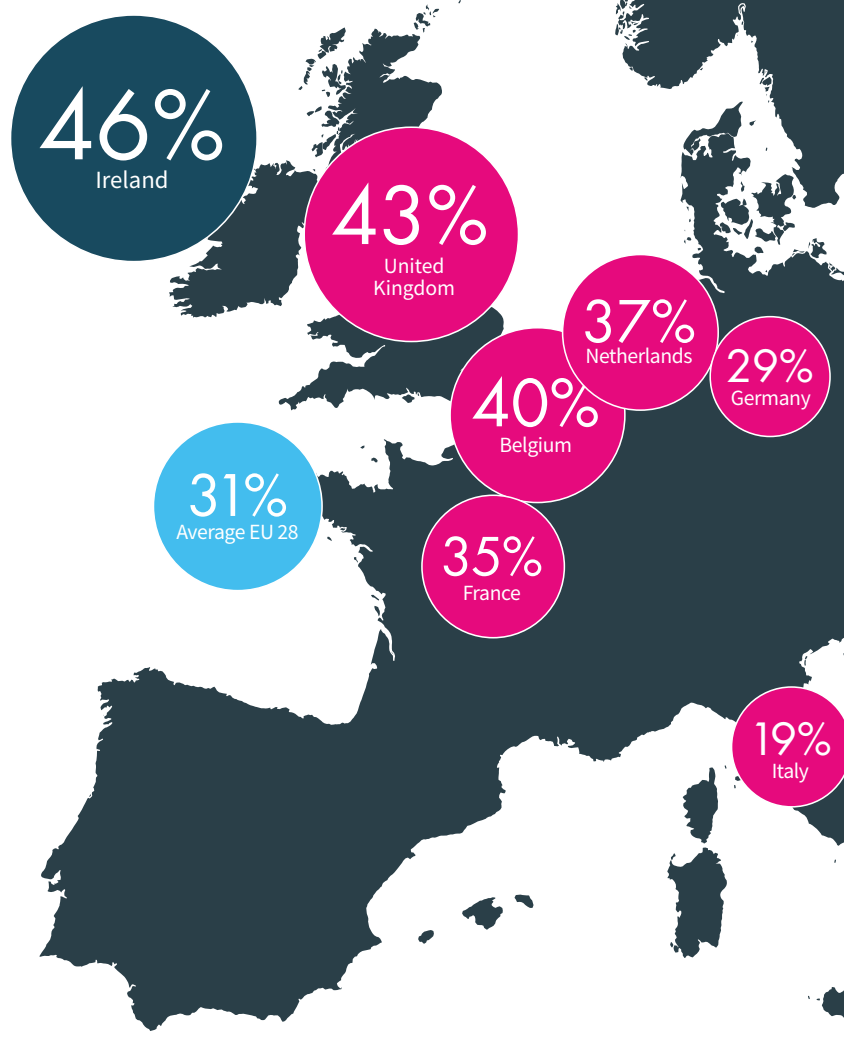 46%
Ireland
43%
United
Kingdom
37%
Netherlands
29%
Germany
40%
Belgium
31%
Average EU 28
35%
France
19%
Italy